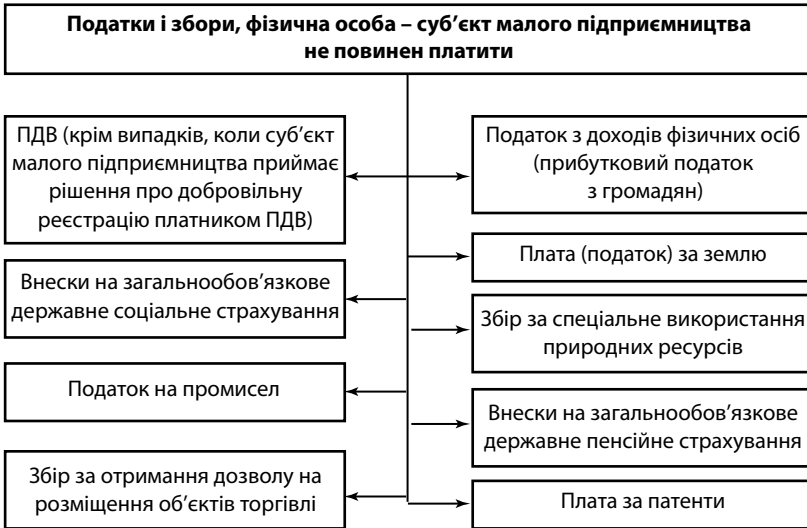 Податки і збори, фізична особа – суб’єкт малого підприємництва
не повинен платити
ПДВ (крім випадків, коли суб’єкт
малого підприємництва приймає
рішення про добровільну
реєстрацію платником ПДВ)
Внески на загальнообов’язкове
державне соціальне страхування
Податок на промисел
Збір за отримання дозволу на
розміщення об’єктів торгівлі
Податок з доходів фізичних осіб
(прибутковий податок
з громадян)
Плата (податок) за землю
Збір за спеціальне використання
природних ресурсів
Внески на загальнообов’язкове
державне пенсійне страхування
Плата за патенти